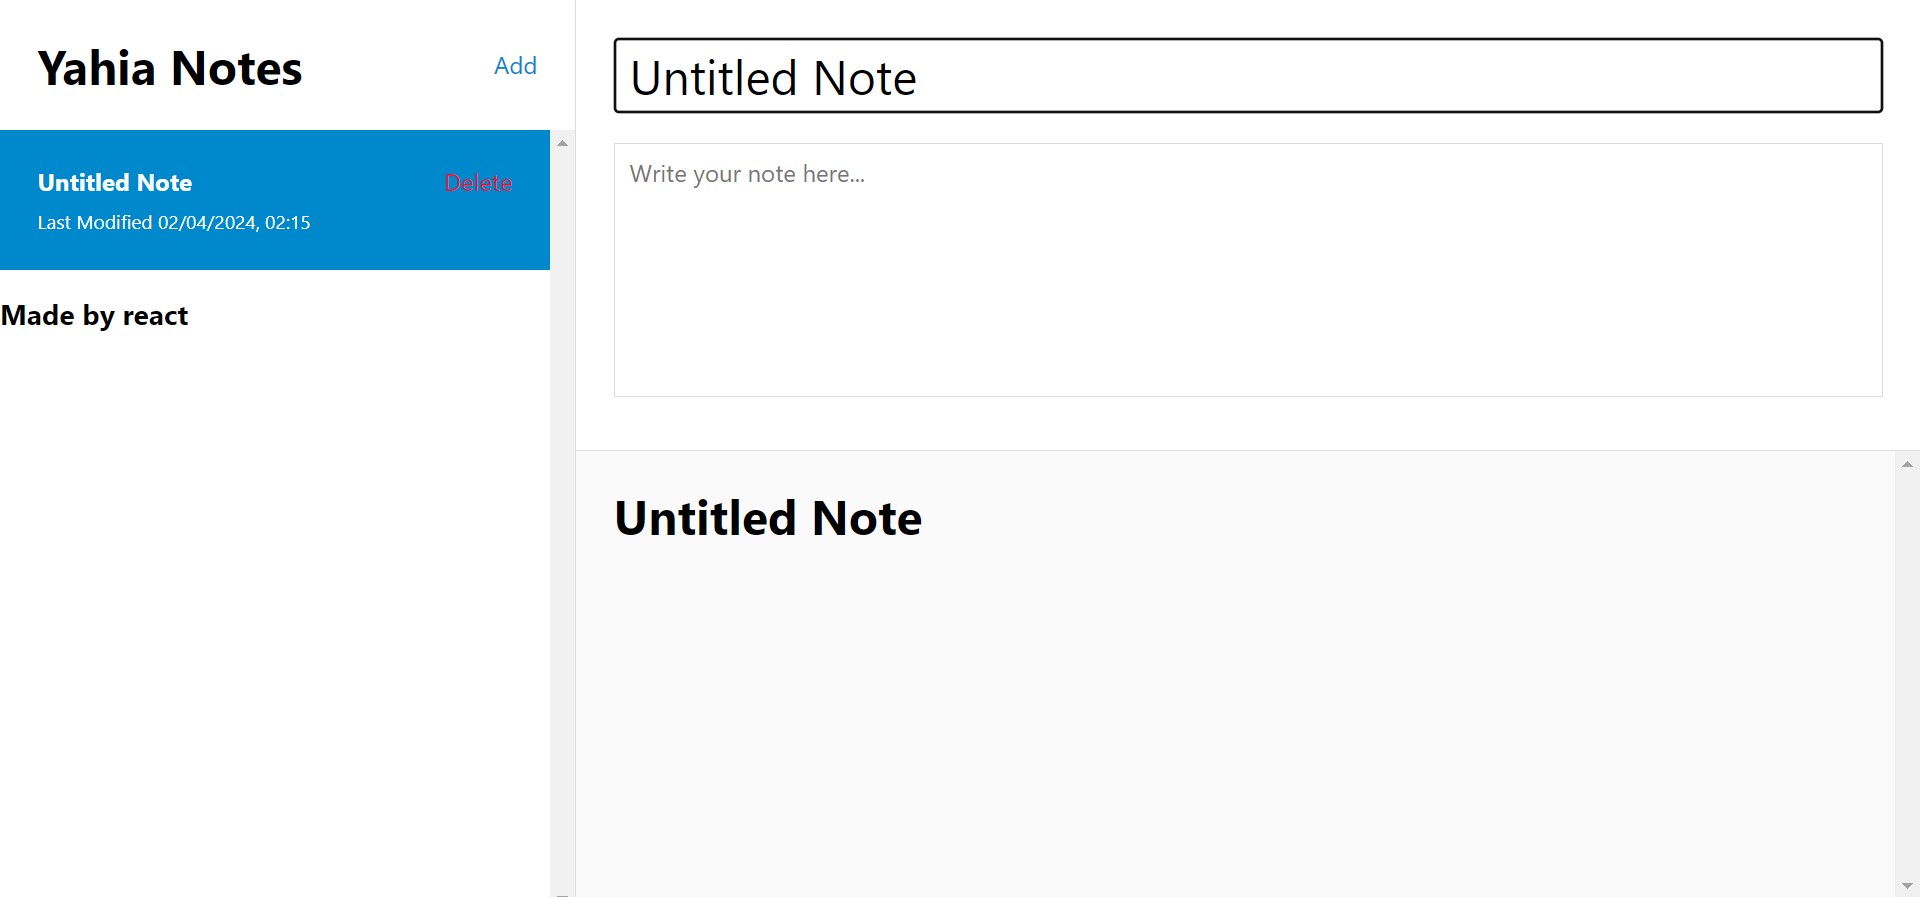 Yahia Notes
Add
Untitled Note
Delete
Last Modified 02/04/2024, 02:15
Made by react
Untitled Note
Write your note here...
Untitled Note